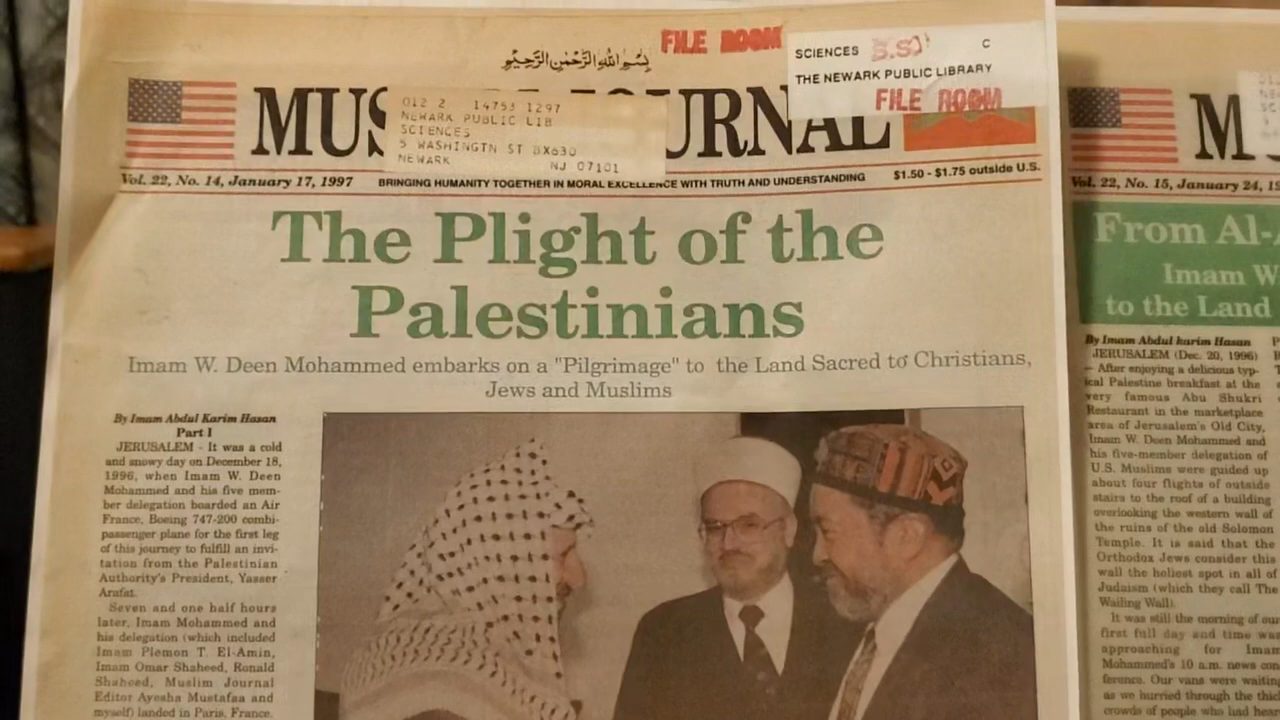 بِسْمِ اللهِ الرَّحْمٰنِ الرَّحِيْمِ
FILE ROOM
SCIENCES S.S. C
THE NEWARK PUBLIC LIBRARY
FILE ROOM
MUS JOURNAL
012 2 14753 1297
NEWARK PUBLIC LIB
SCIENCES
5 WASHINGTN ST BX630
NEWARK NJ 07101
Vol. 22, No. 14, January 17, 1997 BRINGING HUMANITY TOGETHER IN MORAL EXCELLENCE WITH TRUTH AND UNDERSTANDING $1.50 - $1.75 outside U.S.
The Plight of the
Palestinians
Imam W. Deen Mohammed embarks on a "Pilgrimage" to the Land Sacred to Christians,
Jews and Muslims
By Imam Abdul Karim Hasan
Part I
JERUSALEM - It was a cold
and snowy day on December 18,
1996, when Imam W. Deen
Mohammed and his five mem-
ber delegation boarded an Air
France, Boeing 747-200 combi-
passenger plane for the first leg
of this journey to fulfill an invi-
tation from the Palestinian
Authority's President, Yasser
Arafat.
Seven and one half hours
later, Imam Mohammed and
his delegation (which included
Imam Plemon T. El-Amin,
Imam Omar Shaheed, Ronald
Shaheed, Muslim Journal
Editor Ayesha Mustafaa and
myself) landed in Paris, France.
M
Vol. 22, No. 15, January 24, 19
From Al-
Imam W
to the Land
By Imam Abdul karim Hasan
JERUSALEM (Dec. 20, 1996)
— After enjoying a delicious typ-
ical Palestine breakfast at the
very famous Abu Shukri
Restaurant in the marketplace
area of Jerusalem's Old City,
Imam W. Deen Mohammed and
his five-member delegation of
U.S. Muslims were guided up
about four flights of outside
stairs to the roof of a building
overlooking the western wall of
the ruins of the old Solomon
Temple. It is said that the
Orthodox Jews consider this
wall the holiest spot in all of
Judaism (which they call The
Wailing Wall).
It was still the morning of our
first full day and time was
approaching for Imam
Mohammed's 10 a.m. news con-
ference. Our vans were waiting
as we hurried through the thick
crowds of people who had hear